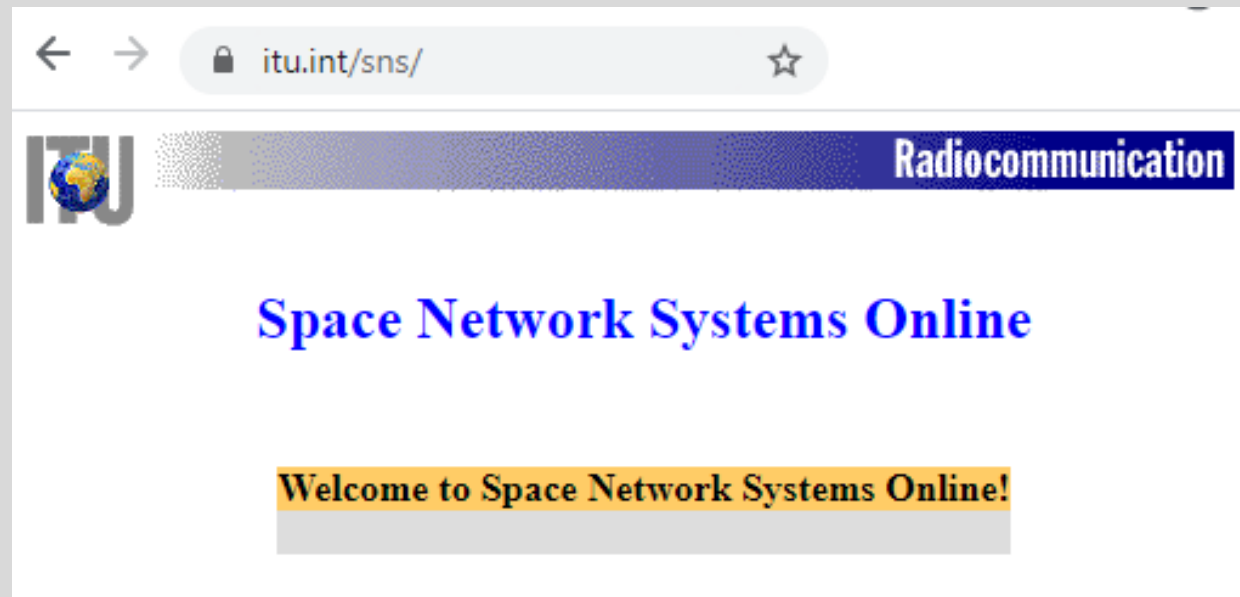 itu.int/sns/
ITU
Radiocommunication
Space Network Systems Online
Welcome to Space Network Systems Online!